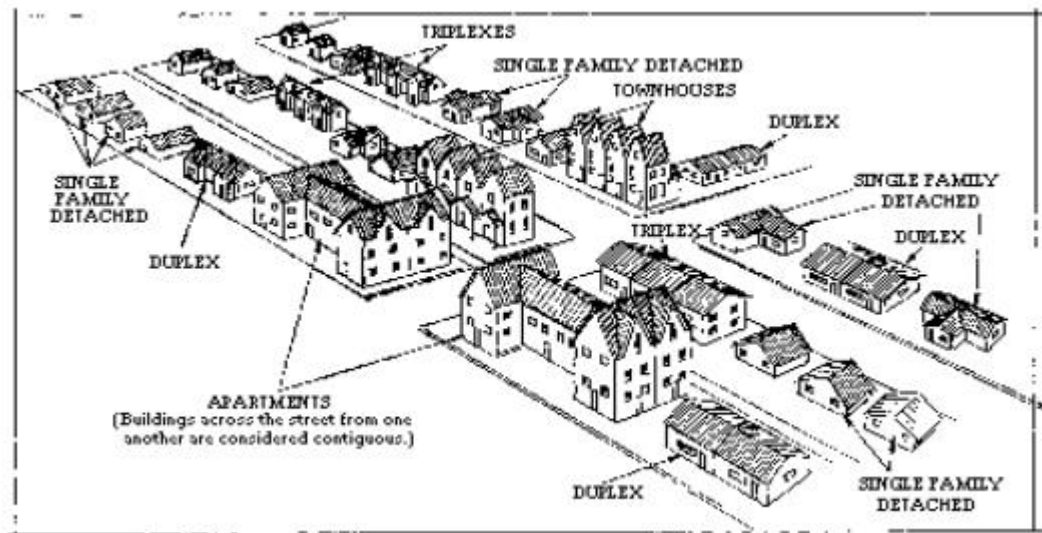 TRIPLEXES
SINGLE FAMILY DETACHED
TOWNHOUSES
DUPLEX
SINGLE
FAMILY
DETACHED
SINGLE FAMILY
DETACHED
DUPLEX
TRIPLEX
DUPLEX
APARTMENTS
(Buildings across the street from one
another are considered contiguous.)
DUPLEX
SINGLE FAMILY
DETACHED